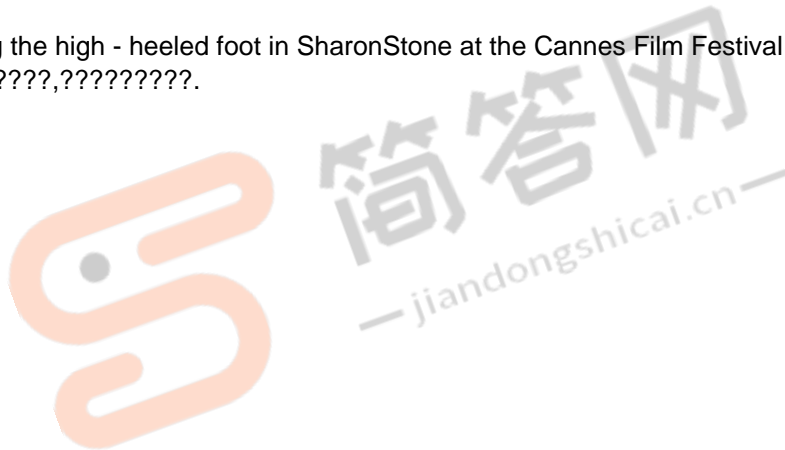 g the high - heeled foot in SharonStone at the Cannes Film Festival
????,?????????.
简答网
jiandongshicai.cn